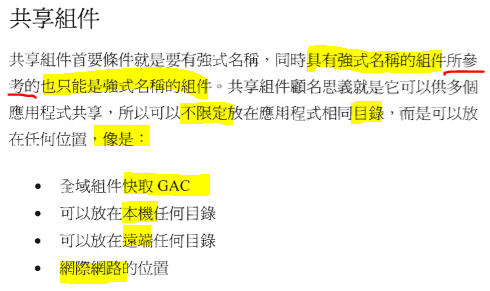 共享組件
共享組件首要條件就是要有強式名稱，同時具有強式名稱的組件所參
考的也只能是強式名稱的組件。共享組件顧名思義就是它可以供多個
應用程式共享，所以可以不限定放在應用程式相同目錄，而是可以放
在任何位置，像是：
• 全域組件快取 GAC
• 可以放在本機任何目錄
• 可以放在遠端任何目錄
• 網際網路的位置